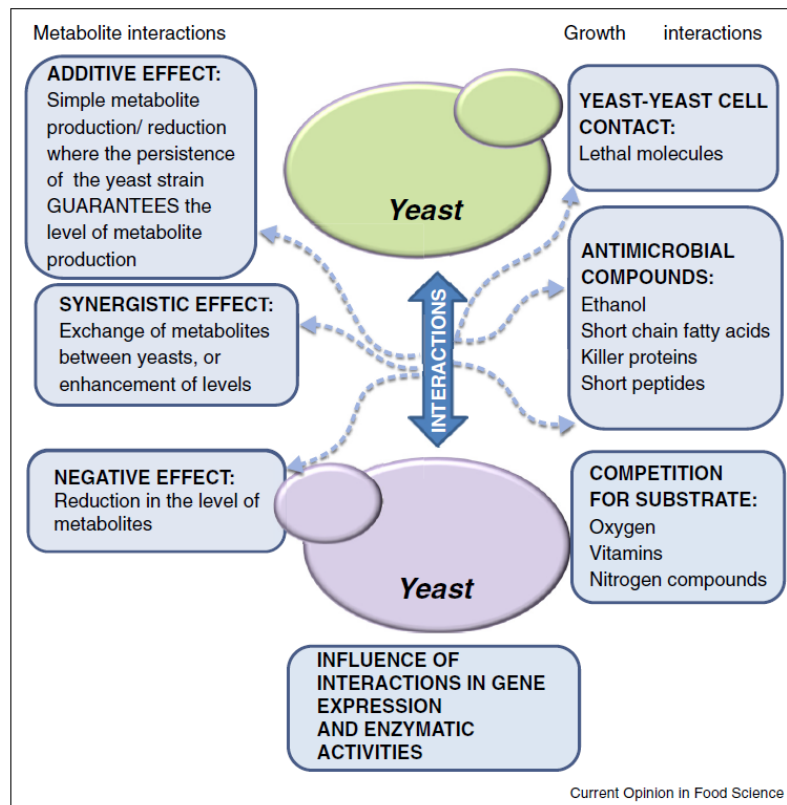 Metabolite interactions
ADDITIVE EFFECT:
Simple metabolite
production/ reduction
where the persistence
of the yeast strain
GUARANTEES the
level of metabolite
production
SYNERGISTIC EFFECT:
Exchange of metabolites
between yeasts, or
enhancement of levels
NEGATIVE EFFECT:
Reduction in the level of
metabolites
Yeast
INTERACTIONS
Yeast
Growth interactions
YEAST-YEAST CELL
CONTACT:
Lethal molecules
ANTIMICROBIAL
COMPOUNDS:
Ethanol
Short chain fatty acids
Killer proteins
Short peptides
COMPETITION
FOR SUBSTRATE:
Oxygen
Vitamins
Nitrogen compounds
INFLUENCE OF
INTERACTIONS IN GENE
EXPRESSION
AND ENZYMATIC
ACTIVITIES
Current Opinion in Food Science